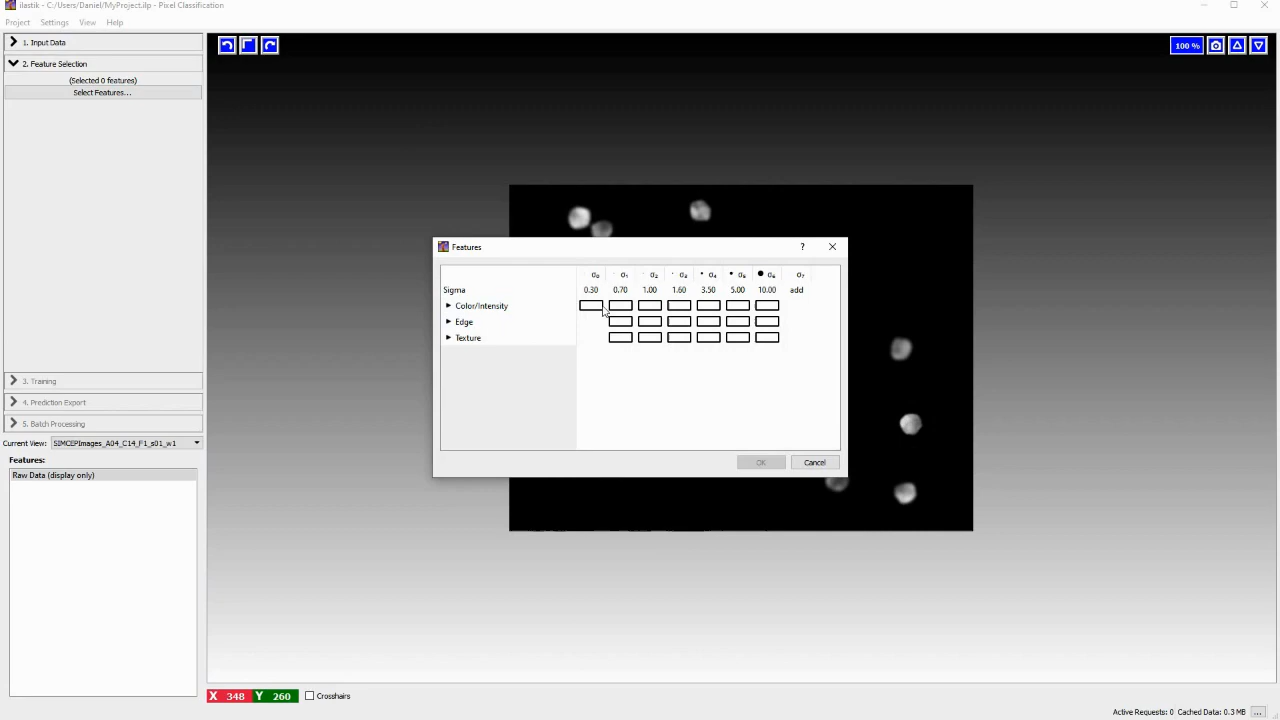 ilastik - C:/Users/Daniel/MyProject.ilp - Pixel Classification
Project Settings View Help
1. Input Data
2. Feature Selection
(Selected 0 features)
Select Features...
100 %
Features
?
σ₀ σ₁ σ₂ σ₃ σ₄ σ₅ σ₆ σ₇
Sigma 0.30 0.70 1.00 1.60 3.50 5.00 10.00 add
Color/Intensity
Edge
Texture
OK Cancel
3. Training
4. Prediction Export
5. Batch Processing
Current View: SIMCEPImages_A04_C14_F1_s01_w1
Features:
Raw Data (display only)
X 348 Y 260 Crosshairs
Active Requests: 0 Cached Data: 0.3 MB ...